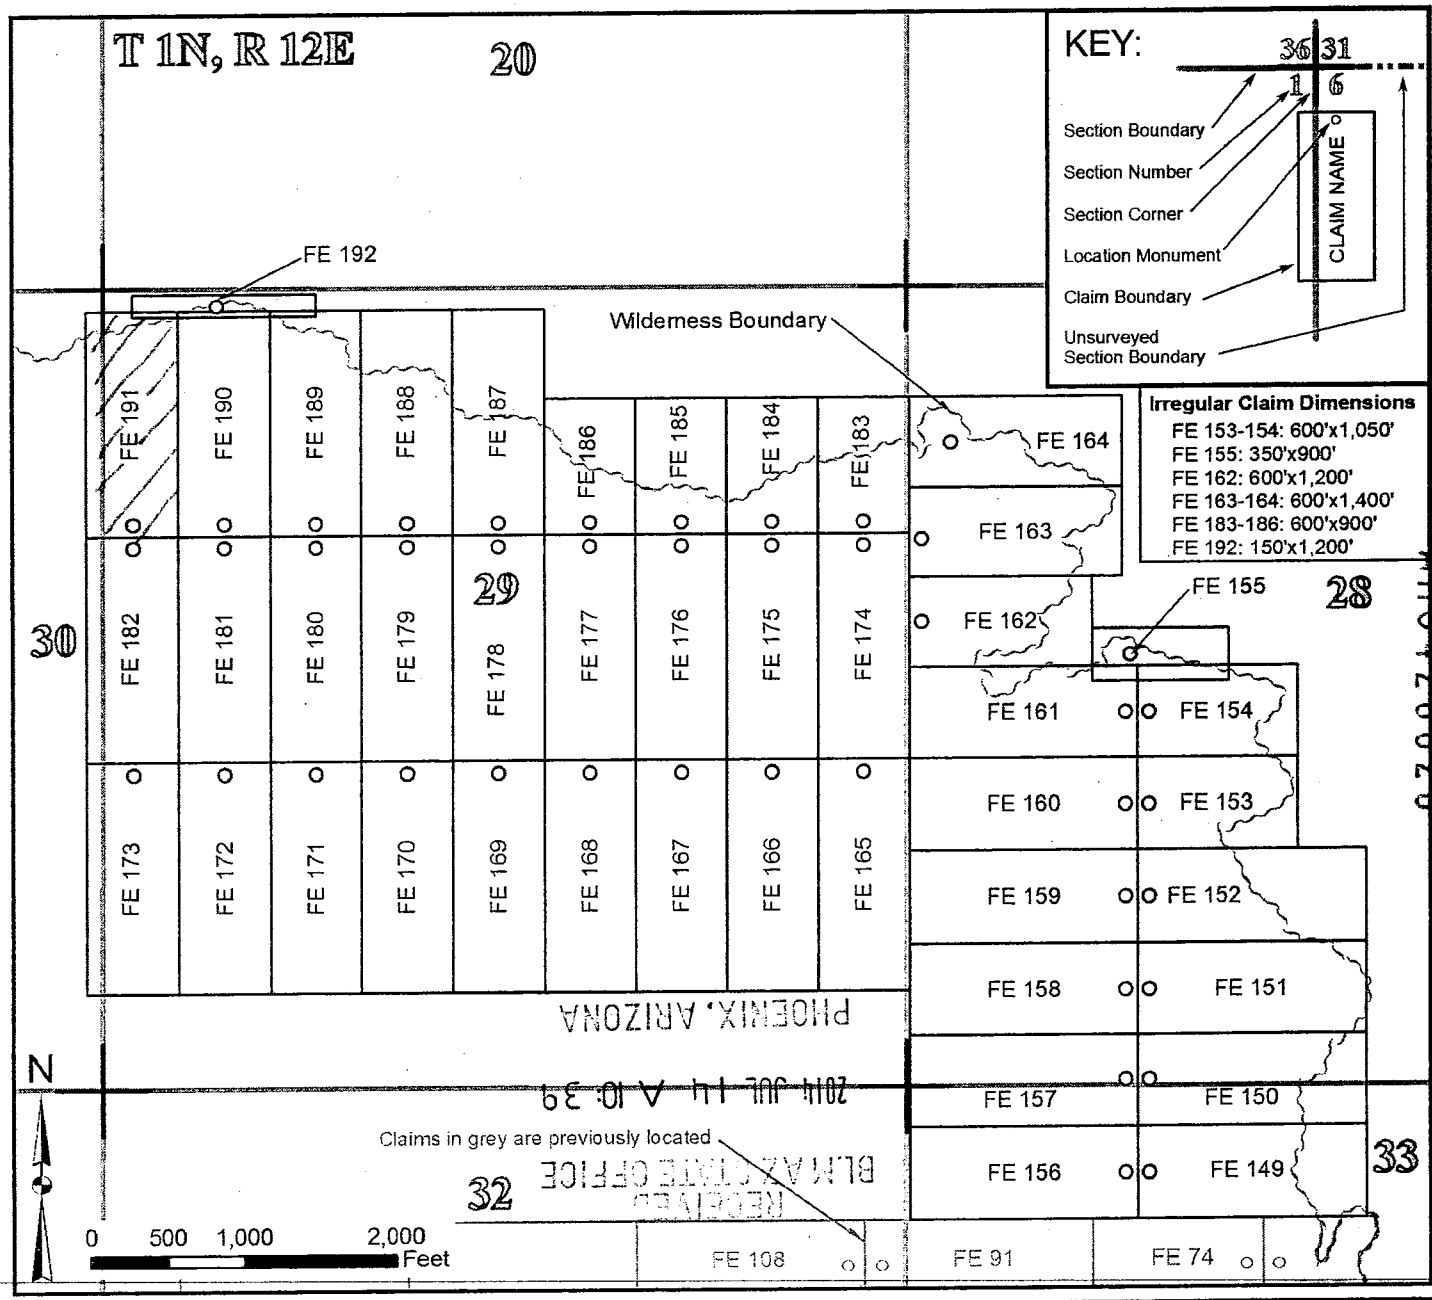 T 1N, R 12E
20
KEY:
36 31
1 6
Section Boundary
Section Number
Section Corner
Location Monument
Claim Boundary
Unsurveyed
Section Boundary
CLAIM NAME
FE 192
Wilderness Boundary
Irregular Claim Dimensions
FE 153-154: 600'x1,050'
FE 155: 350'x900'
FE 162: 600'x1,200'
FE 163-164: 600'x1,400'
FE 183-186: 600'x900'
FE 192: 150'x1,200'
FE 191
FE 190
FE 189
FE 188
FE 187
FE 186
FE 185
FE 184
FE 183
FE 164
FE 163
FE 162
29
30
28
FE 155
FE 182
FE 181
FE 180
FE 179
FE 178
FE 177
FE 176
FE 175
FE 174
FE 161
FE 154
FE 160
FE 153
FE 173
FE 172
FE 171
FE 170
FE 169
FE 168
FE 167
FE 166
FE 165
FE 159
FE 152
FE 158
FE 151
PHOENIX, ARIZONA
2014 JUL 14 A 10:39
BLM AZ STATE OFFICE
RECEIVED
N
FE 157
FE 150
Claims in grey are previously located
FE 156
FE 149
33
32
0 500 1,000 2,000
Feet
FE 108
FE 91
FE 74